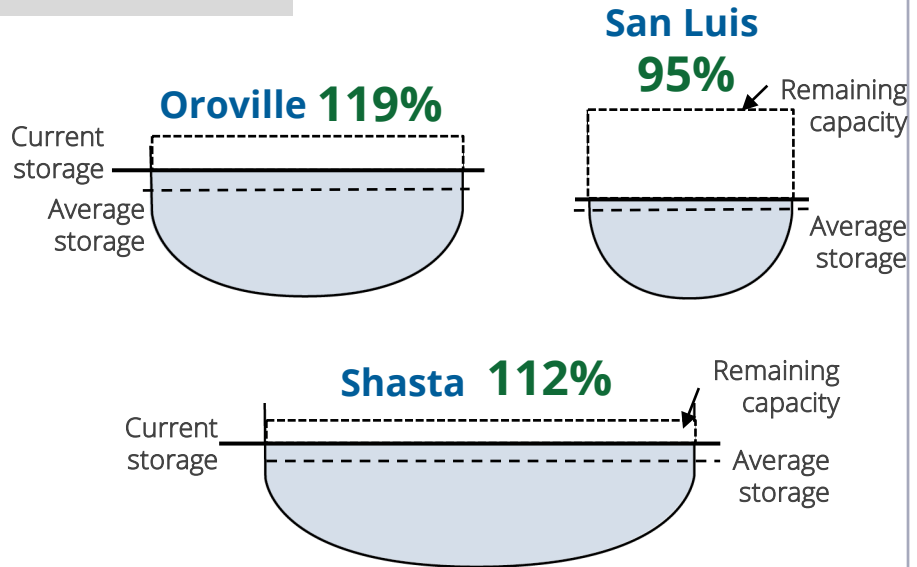 San Luis
95%
Remaining
capacity
Oroville 119%
Current
storage
Average
storage
Average
storage
Shasta 112%
Remaining
capacity
Current
storage
Average
storage